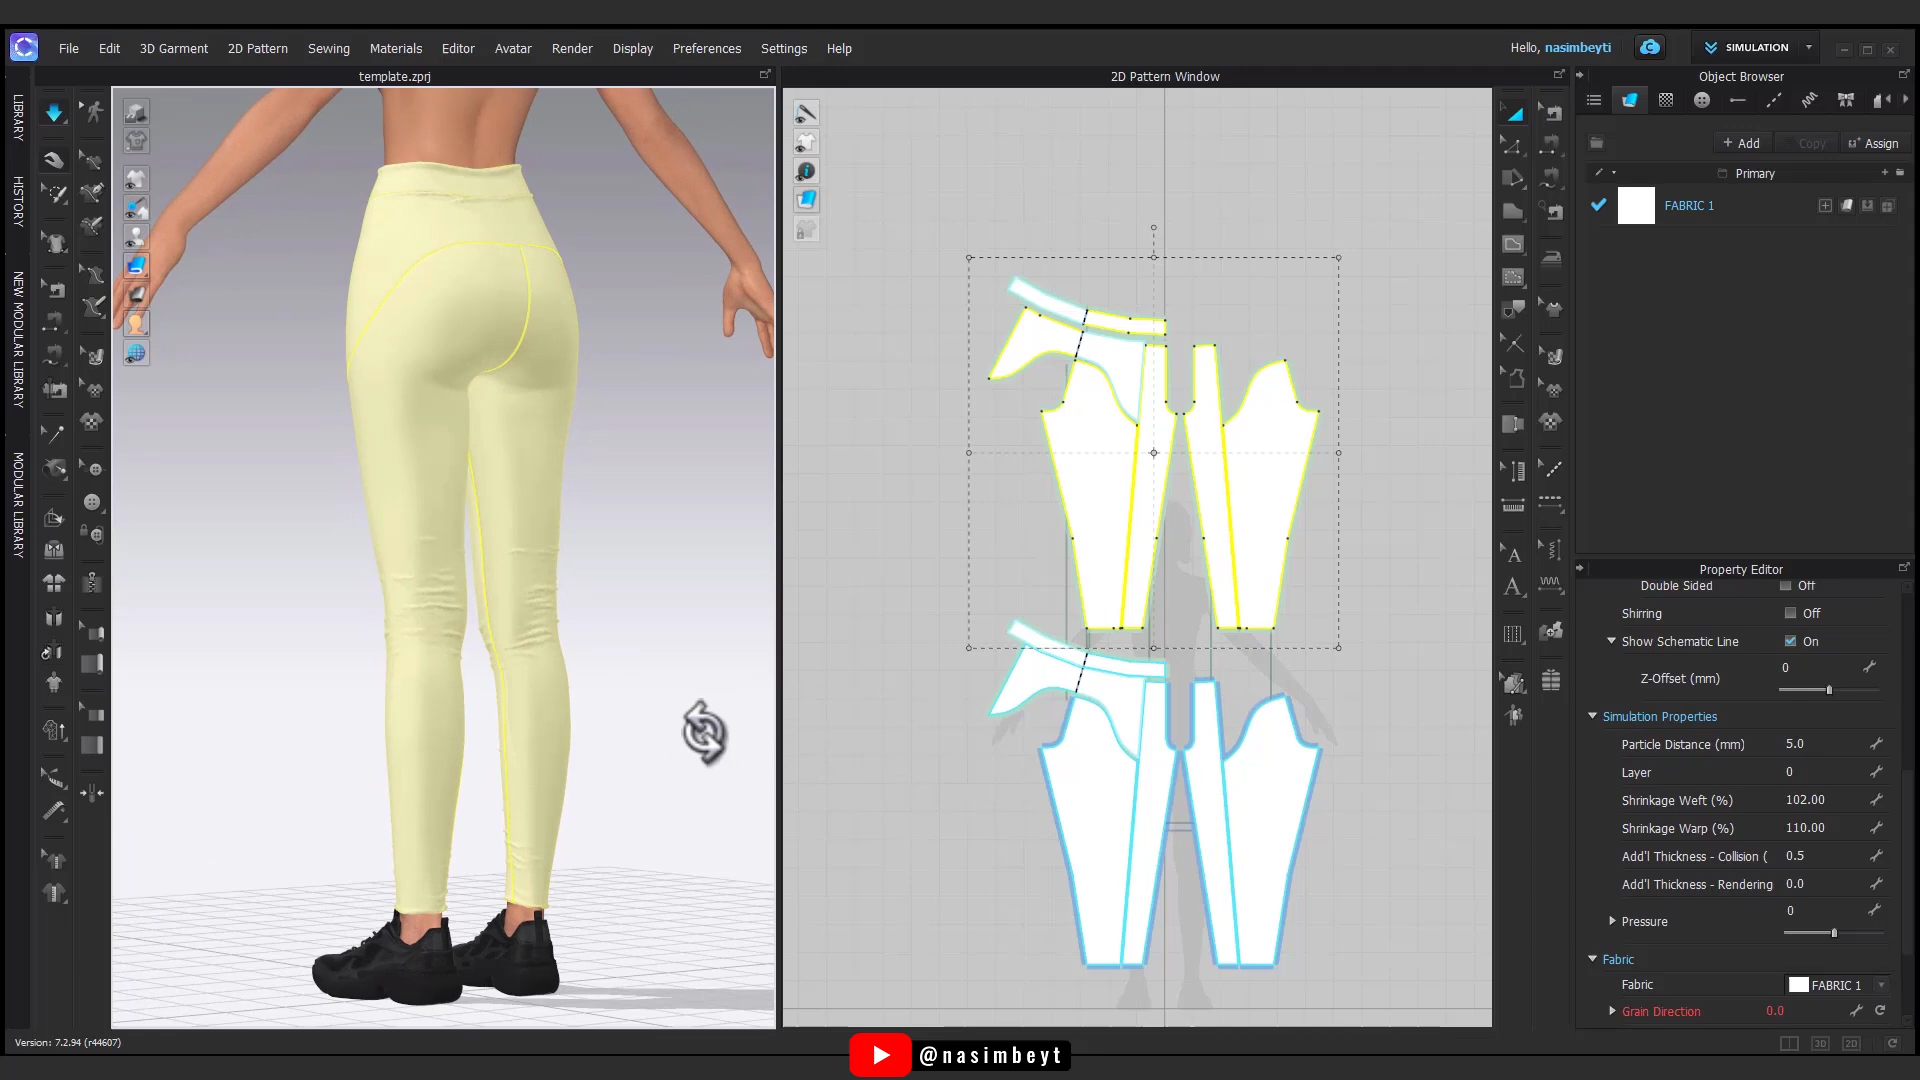 File Edit 3D Garment 2D Pattern Sewing Materials Editor Avatar Render Display Preferences Settings Help
Hello, nasimbeyti
SIMULATION
template.zprj
2D Pattern Window
Object Browser
LIBRARY
HISTORY
NEW MODULAR LIBRARY
MODULAR LIBRARY
+ Add
Copy
Assign
Primary
FABRIC 1
Property Editor
Double Sided Off
Shirring Off
Show Schematic Line On
0
Z-Offset (mm)
Simulation Properties
Particle Distance (mm) 5.0
Layer 0
Shrinkage Weft (%) 102.00
Shrinkage Warp (%) 110.00
Add'l Thickness - Collision ( 0.5
Add'l Thickness - Rendering 0.0
0
Pressure
Fabric
Fabric FABRIC 1
Grain Direction 0.0
Version: 7.2.94 (r44607)
3D 2D
@nasimbeyt